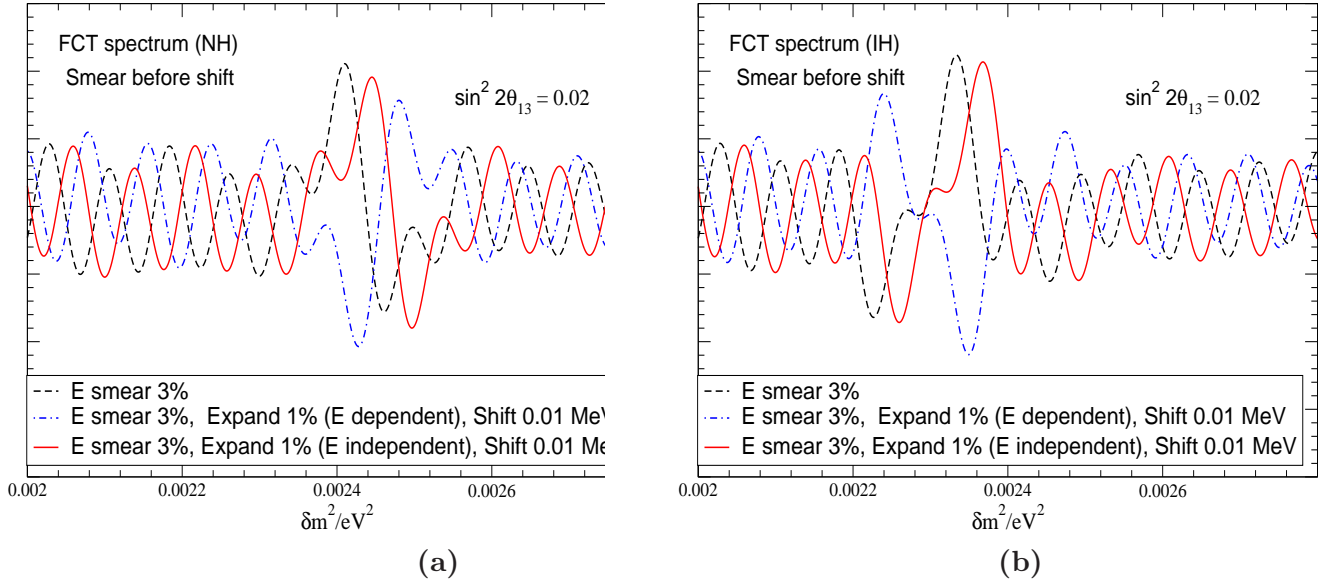 FCT spectrum (NH)
Smear before shift
sin² 2θ₁₃ = 0.02
E smear 3%
E smear 3%, Expand 1% (E dependent), Shift 0.01 MeV
E smear 3%, Expand 1% (E independent), Shift 0.01 Me
0.002 0.0022 0.0024 0.0026
δm²/eV²
(a)
FCT spectrum (IH)
Smear before shift
sin² 2θ₁₃ = 0.02
E smear 3%
E smear 3%, Expand 1% (E dependent), Shift 0.01 MeV
E smear 3%, Expand 1% (E independent), Shift 0.01 MeV
0.002 0.0022 0.0024 0.0026
δm²/eV²
(b)